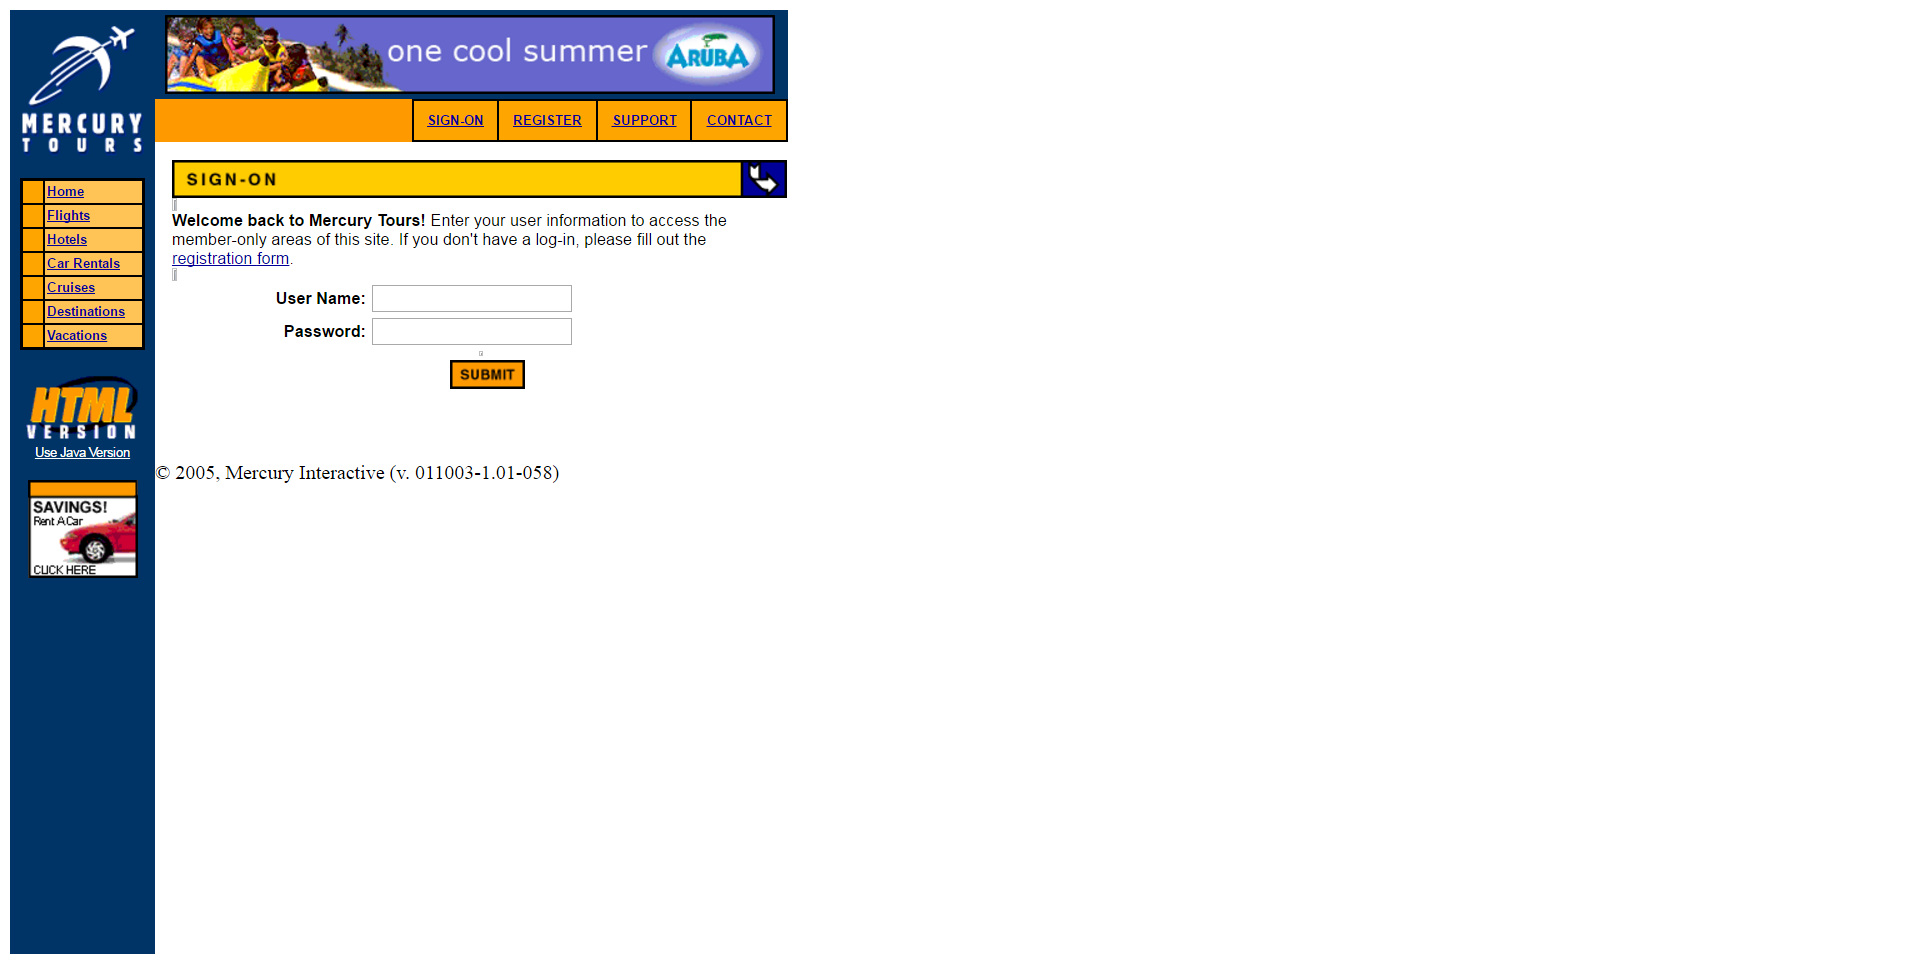 MERCURY
TOURS
one cool summer ARUBA
SIGN-ON REGISTER SUPPORT CONTACT
Home
Flights
Hotels
Car Rentals
Cruises
Destinations
Vacations
HTML
VERSION
Use Java Version
SAVINGS!
Rent A Car
CLICK HERE
SIGN-ON
Welcome back to Mercury Tours! Enter your user information to access the
member-only areas of this site. If you don't have a log-in, please fill out the
registration form.
User Name:
Password:
SUBMIT
© 2005, Mercury Interactive (v. 011003-1.01-058)